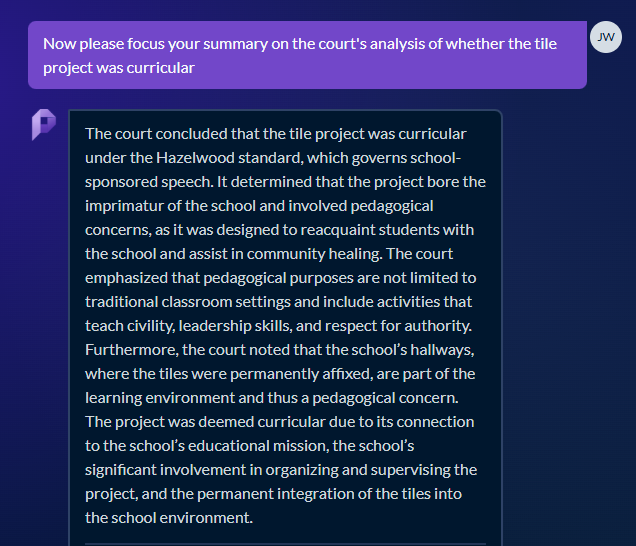 Now please focus your summary on the court's analysis of whether the tile
project was curricular
JW
The court concluded that the tile project was curricular
under the Hazelwood standard, which governs school-
sponsored speech. It determined that the project bore the
imprimatur of the school and involved pedagogical
concerns, as it was designed to reacquaint students with
the school and assist in community healing. The court
emphasized that pedagogical purposes are not limited to
traditional classroom settings and include activities that
teach civility, leadership skills, and respect for authority.
Furthermore, the court noted that the school’s hallways,
where the tiles were permanently affixed, are part of the
learning environment and thus a pedagogical concern.
The project was deemed curricular due to its connection
to the school’s educational mission, the school’s
significant involvement in organizing and supervising the
project, and the permanent integration of the tiles into
the school environment.